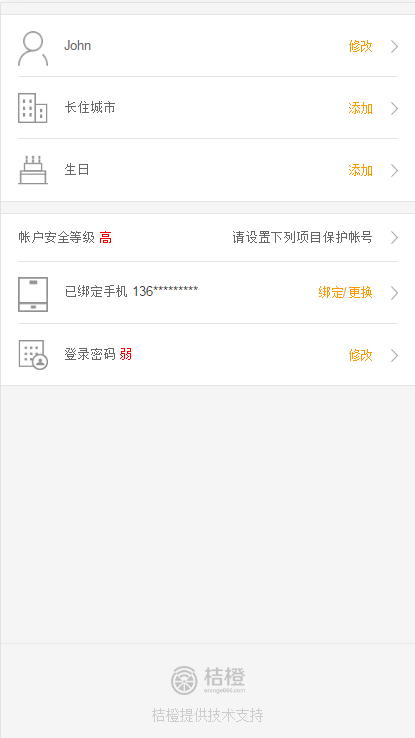 John 修改
长住城市 添加
生日 添加
帐户安全等级 高 请设置下列项目保护帐号
已绑定手机 136********* 绑定/更换
登录密码 弱 修改
桔橙
orange666.com
桔橙提供技术支持